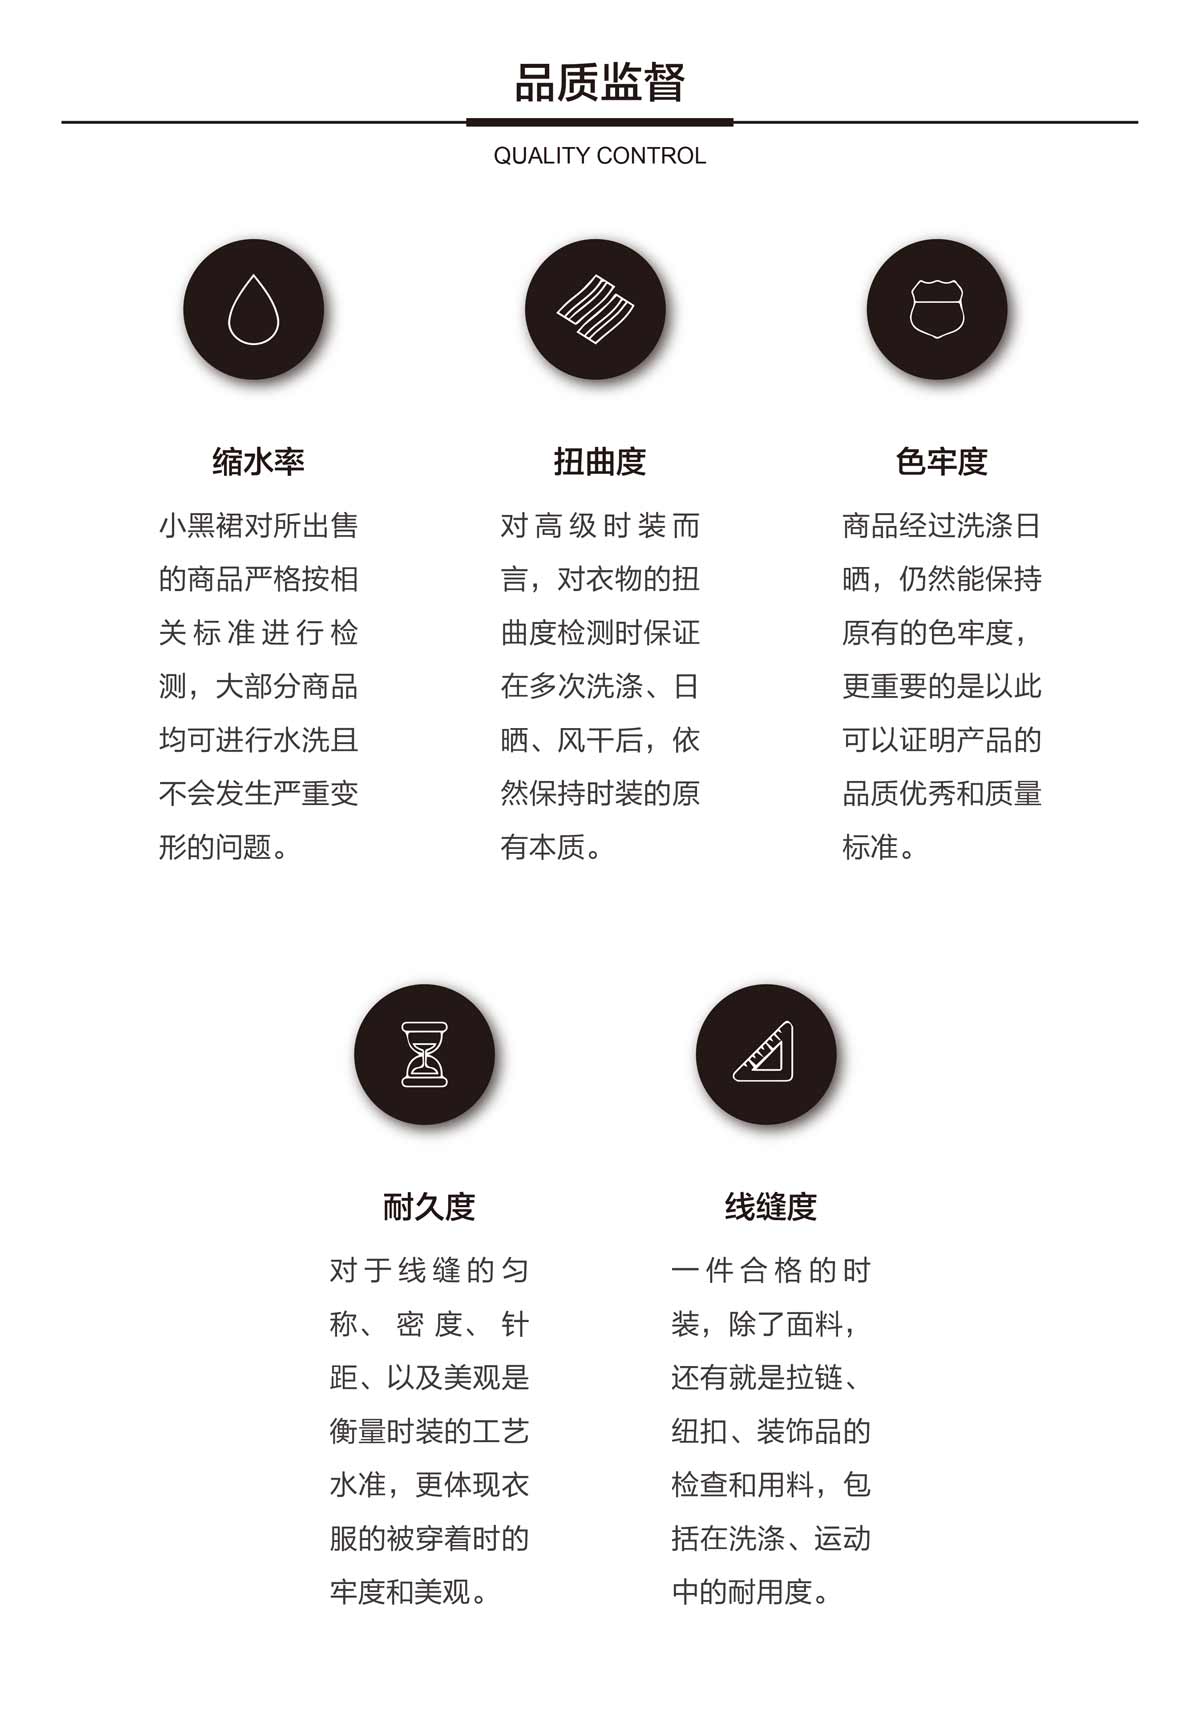 品质监督
QUALITY CONTROL
缩水率
小黑裙对所出售
的商品严格按相
关标准进行检
测，大部分商品
均可进行水洗且
不会发生严重变
形的问题。
扭曲度
对高级时装而
言，对衣物的扭
曲度检测时保证
在多次洗涤、日
晒、风干后，依
然保持时装的原
有本质。
色牢度
商品经过洗涤日
晒，仍然能保持
原有的色牢度，
更重要的是以此
可以证明产品的
品质优秀和质量
标准。
耐久度
对于线缝的匀
称、密度、针
距、以及美观是
衡量时装的工艺
水准，更体现衣
服的被穿着时的
牢度和美观。
线缝度
一件合格的时
装，除了面料，
还有就是拉链、
纽扣、装饰品的
检查和用料，包
括在洗涤、运动
中的耐用度。